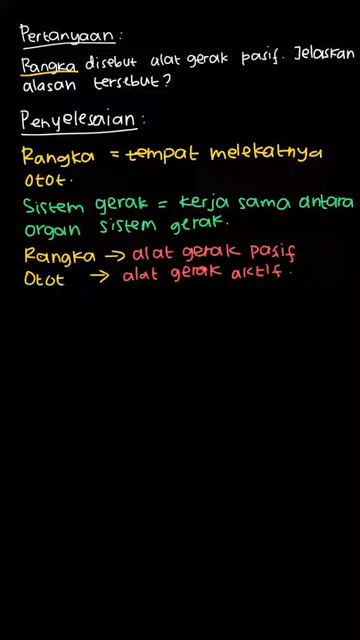 Pertanyaan :
Rangka disebut alat gerak pasif. Jelaskan
alasan tersebut?
Penyelesaian :
Rangka = tempat melekatnya
otot.
Sistem gerak = kerja sama antara
organ sistem gerak.
Rangka → alat gerak pasif
Otot → alat gerak aktif.